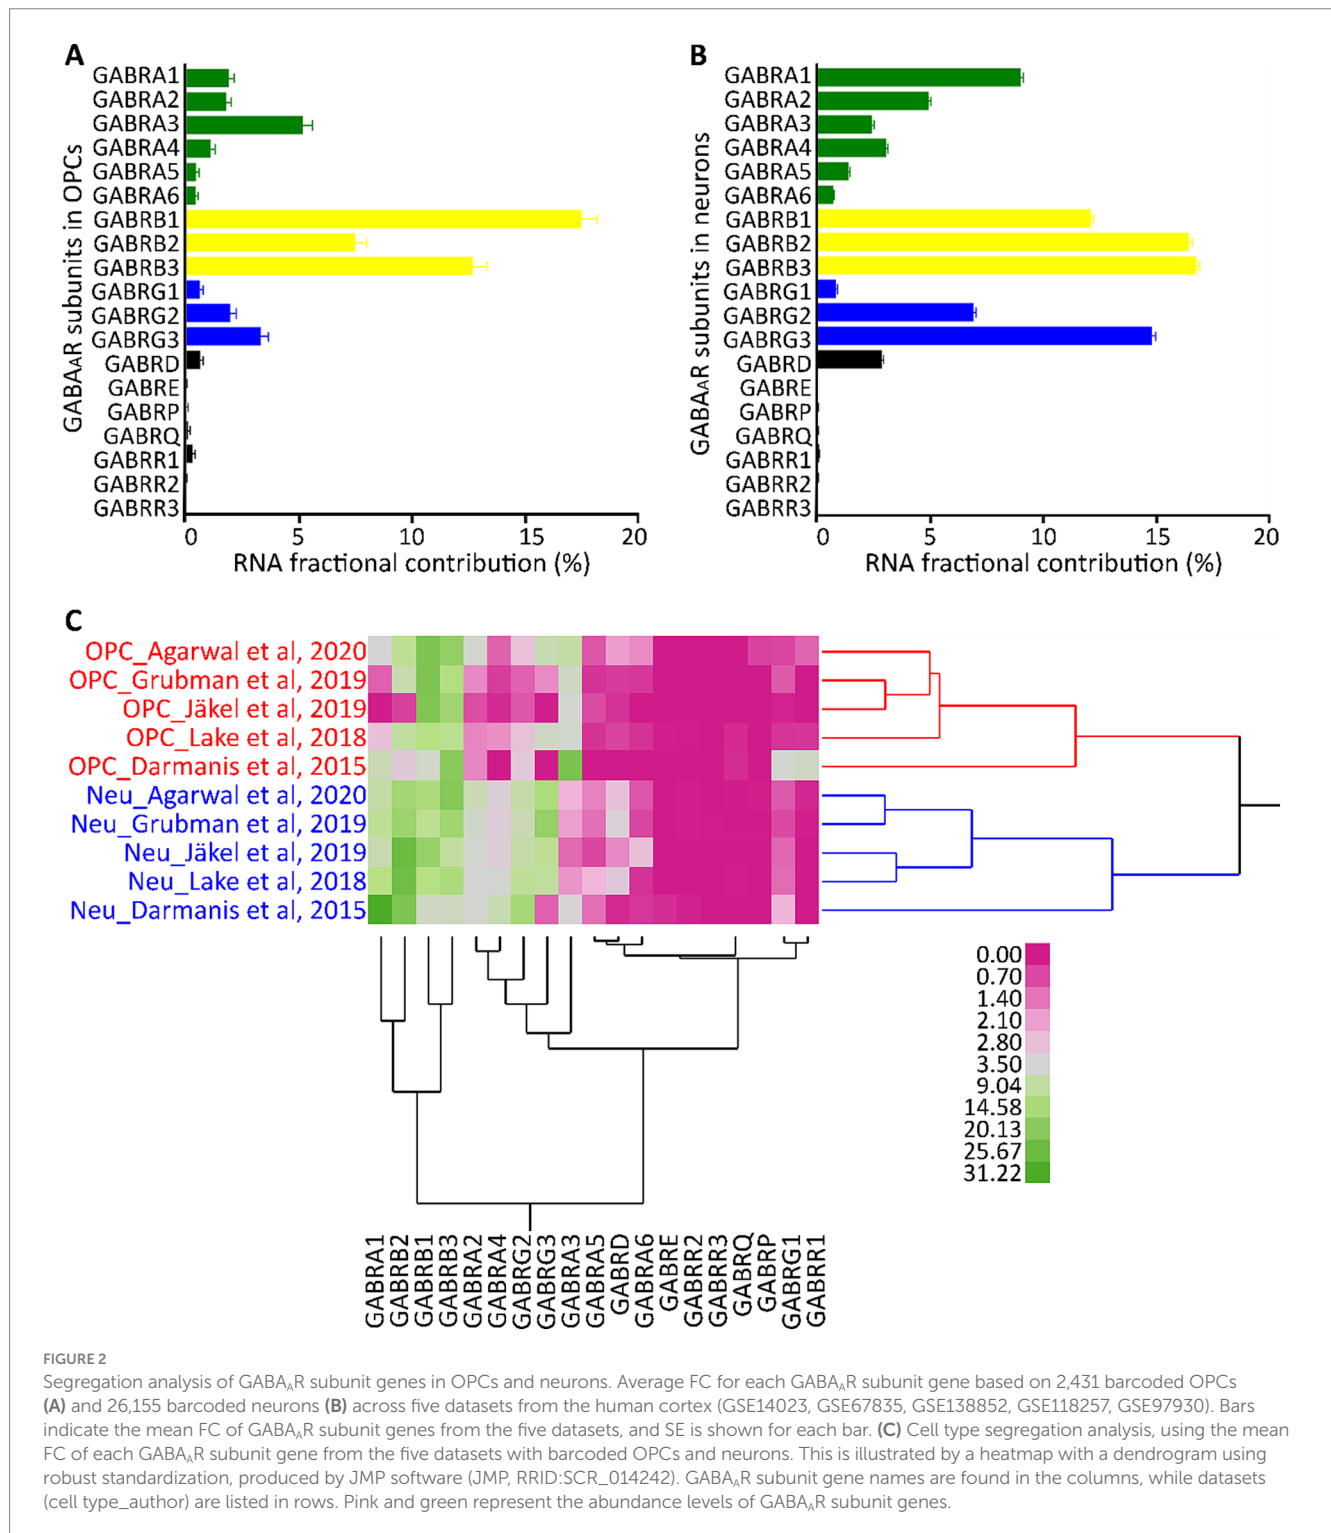 A
GABAAR subunits in OPCs
GABRA1
GABRA2
GABRA3
GABRA4
GABRA5
GABRA6
GABRB1
GABRB2
GABRB3
GABRG1
GABRG2
GABRG3
GABRD
GABRE
GABRP
GABRQ
GABRR1
GABRR2
GABRR3
0 5 10 15 20
RNA fractional contribution (%)
B
GABAAR subunits in neurons
GABRA1
GABRA2
GABRA3
GABRA4
GABRA5
GABRA6
GABRB1
GABRB2
GABRB3
GABRG1
GABRG2
GABRG3
GABRD
GABRE
GABRP
GABRQ
GABRR1
GABRR2
GABRR3
0 5 10 15 20
RNA fractional contribution (%)
C
OPC_Agarwal et al, 2020
OPC_Grubman et al, 2019
OPC_Jäkel et al, 2019
OPC_Lake et al, 2018
OPC_Darmanis et al, 2015
Neu_Agarwal et al, 2020
Neu_Grubman et al, 2019
Neu_Jäkel et al, 2019
Neu_Lake et al, 2018
Neu_Darmanis et al, 2015
0.00
0.70
1.40
2.10
2.80
3.50
9.04
14.58
20.13
25.67
31.22
GABRA1
GABRB2
GABRB1
GABRB3
GABRA2
GABRA4
GABRG2
GABRG3
GABRA3
GABRA5
GABRD
GABRA6
GABRE
GABRR2
GABRR3
GABRQ
GABRP
GABRG1
GABRR1
FIGURE 2
Segregation analysis of GABAAR subunit genes in OPCs and neurons. Average FC for each GABAAR subunit gene based on 2,431 barcoded OPCs
(A) and 26,155 barcoded neurons (B) across five datasets from the human cortex (GSE14023, GSE67835, GSE138852, GSE118257, GSE97930). Bars
indicate the mean FC of GABAAR subunit genes from the five datasets, and SE is shown for each bar. (C) Cell type segregation analysis, using the mean
FC of each GABAAR subunit gene from the five datasets with barcoded OPCs and neurons. This is illustrated by a heatmap with a dendrogram using
robust standardization, produced by JMP software (JMP, RRID:SCR_014242). GABAAR subunit gene names are found in the columns, while datasets
(cell type_author) are listed in rows. Pink and green represent the abundance levels of GABAAR subunit genes.